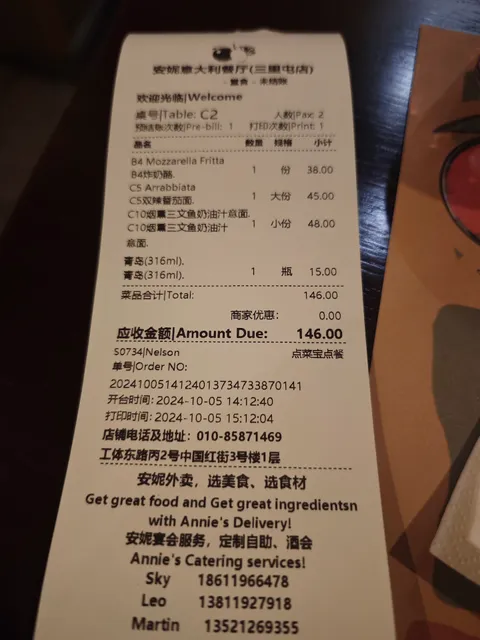 安妮意大利餐厅(三里屯店)
堂食 - 未结账
欢迎光临|Welcome
桌号|Table: C2 人数|Pax: 2
预结账次数|Pre-bill: 1 打印次数|Print: 1
品名 数量 规格 小计
B4 Mozzarella Fritta
B4炸奶酪. 1 份 38.00
C5 Arrabbiata
C5双辣番茄面. 1 大份 45.00
C10烟熏三文鱼奶油汁意面.
C10烟熏三文鱼奶油汁 1 小份 48.00
意面.
青岛(316ml).
青岛(316ml). 1 瓶 15.00
菜品合计|Total: 146.00
商家优惠: 0.00
应收金额|Amount Due: 146.00
S0734|Nelson 点菜宝点餐
单号|Order NO:
2024100514124013734733870141
开台时间: 2024-10-05 14:12:40
打印时间: 2024-10-05 15:12:04
店铺电话及地址: 010-85871469
工体东路丙2号中国红街3号楼1层
安妮外卖，选美食、选食材
Get great food and Get great ingredientsn
with Annie's Delivery!
安妮宴会服务，定制自助、酒会
Annie's Catering services!
Sky 18611966478
Leo 13811927918
Martin 13521269355